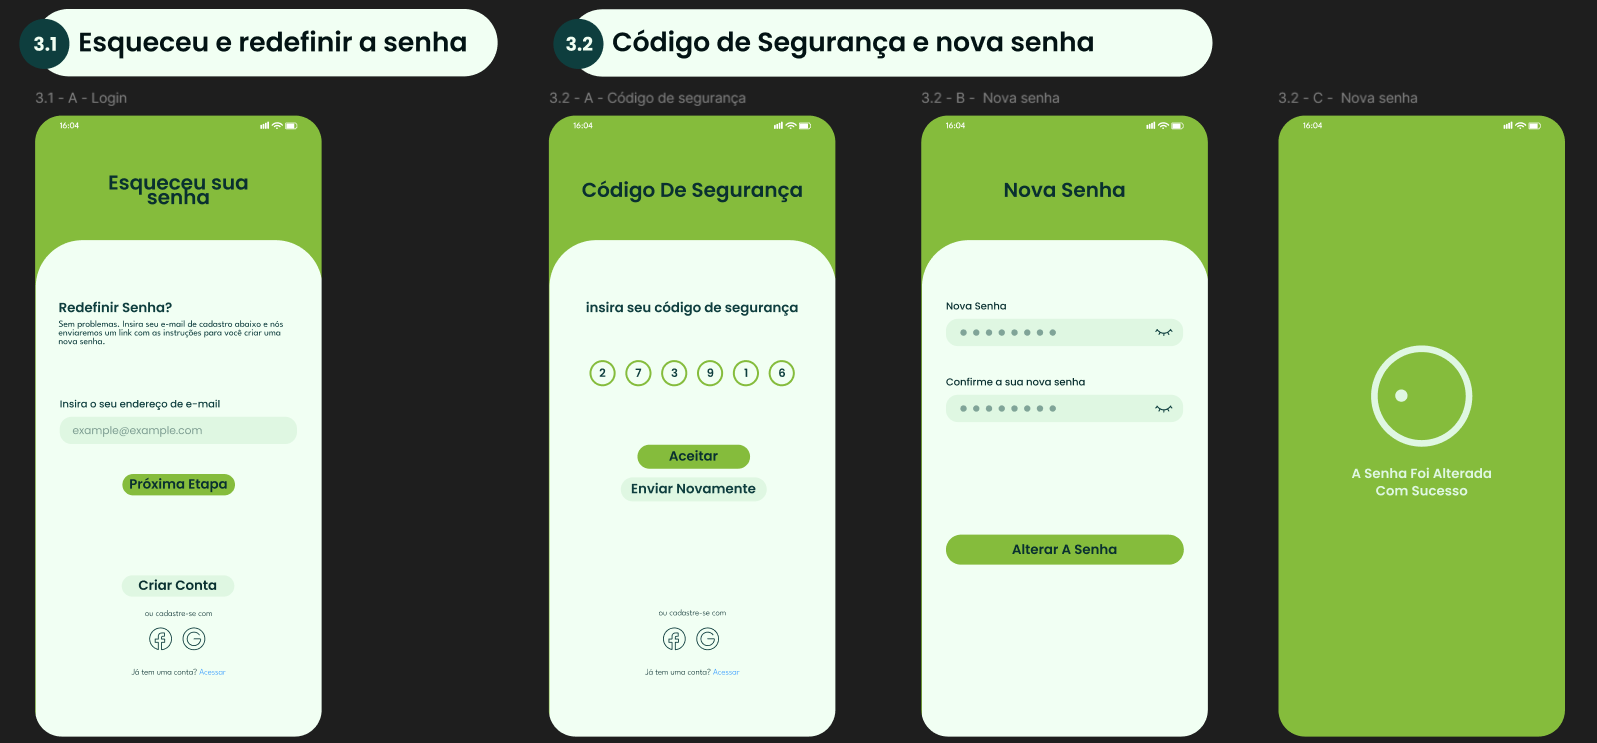 3.1 Esqueceu e redefinir a senha
3.1 - A - Login
16:04
Esqueceu sua
senha
Redefinir Senha?
Sem problemas. Insira seu e-mail de cadastro abaixo e nós
enviaremos um link com as instruções para você criar uma
nova senha.
Insira o seu endereço de e-mail
example@example.com
Próxima Etapa
Criar Conta
ou cadastre-se com
Já tem uma conta? Acessar
3.2 Código de Segurança e nova senha
3.2 - A - Código de segurança
16:04
Código De Segurança
insira seu código de segurança
2 7 3 9 1 6
Aceitar
Enviar Novamente
ou cadastre-se com
Já tem uma conta? Acessar
3.2 - B - Nova senha
16:04
Nova Senha
Nova Senha
Confirme a sua nova senha
Alterar A Senha
3.2 - C - Nova senha
16:04
A Senha Foi Alterada
Com Sucesso